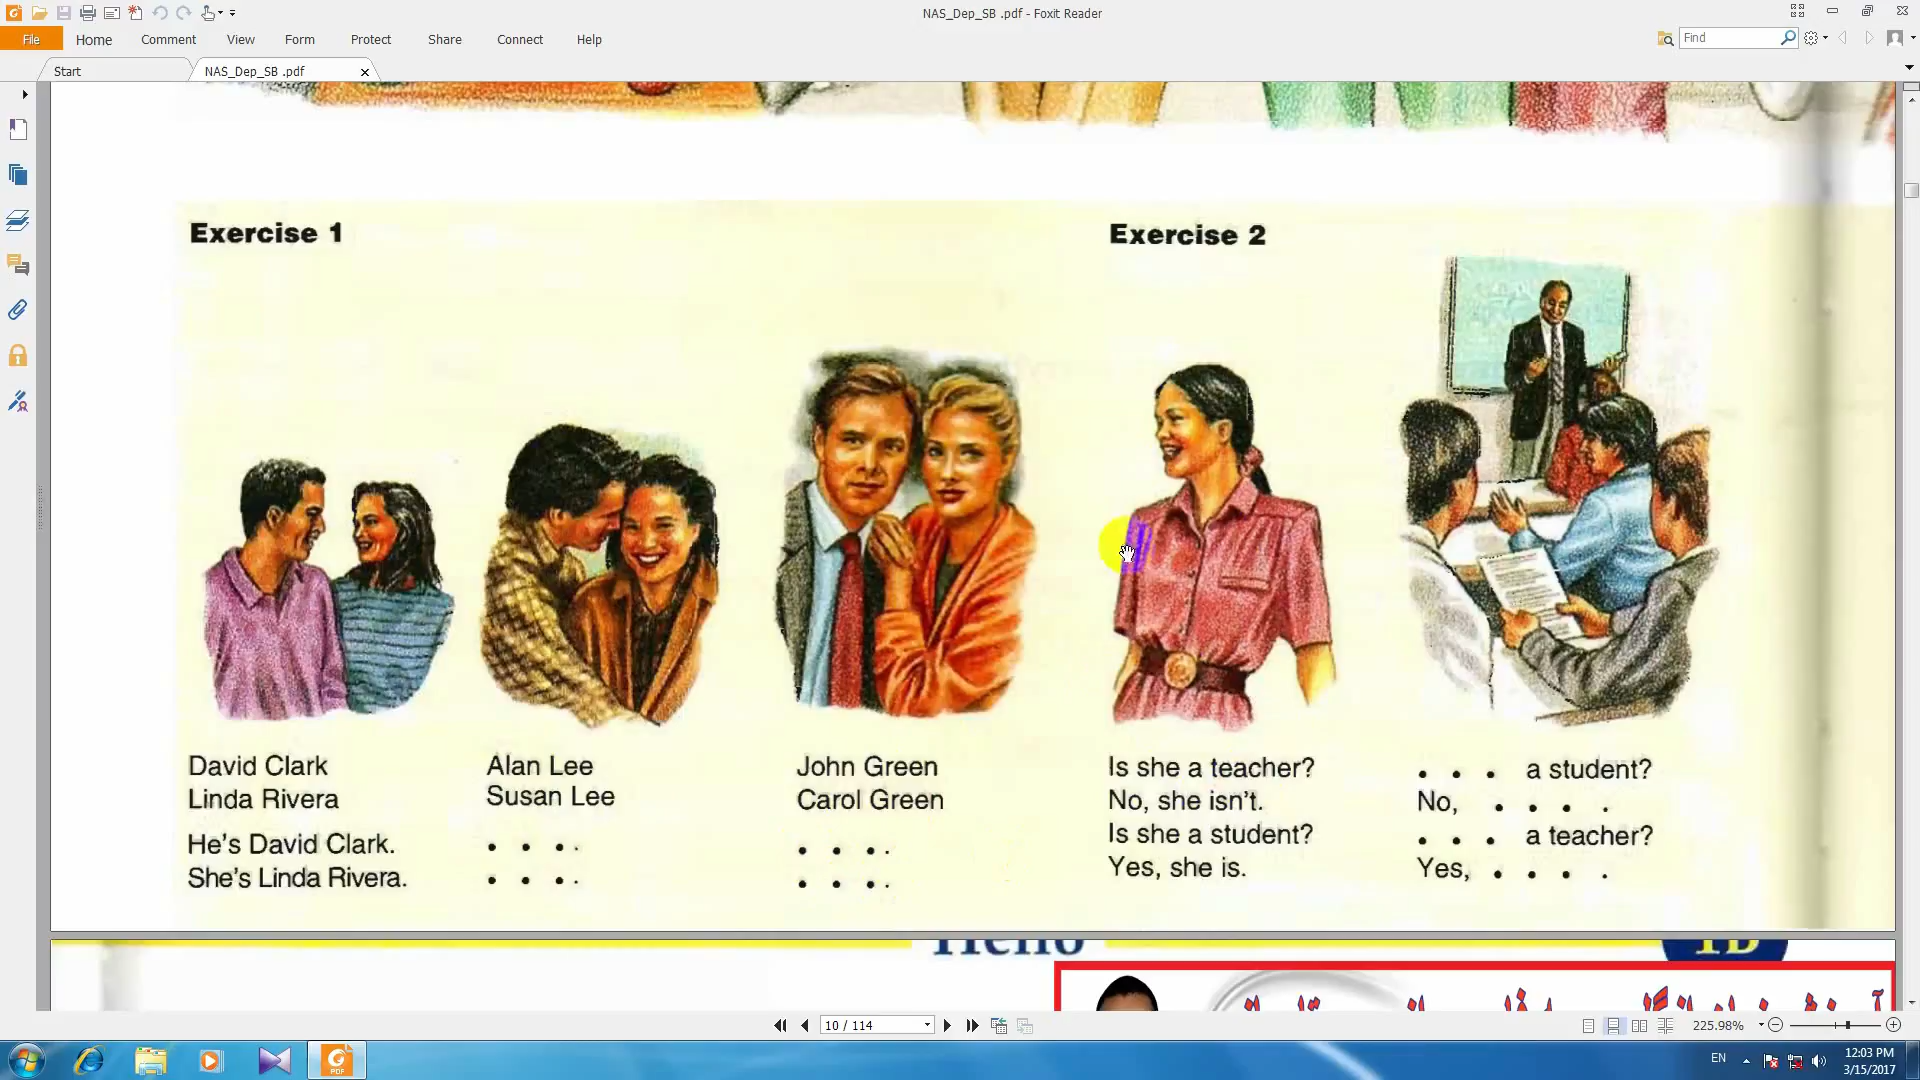 NAS_Dep_SB .pdf - Foxit Reader
File Home Comment View Form Protect Share Connect Help
Find
Start
NAS_Dep_SB .pdf
Exercise 1
Exercise 2
David Clark
Linda Rivera
He's David Clark.
She's Linda Rivera.
Alan Lee
Susan Lee
. . . .
. . . .
John Green
Carol Green
. . . .
. . . .
Is she a teacher?
No, she isn't.
Is she a student?
Yes, she is.
. . . a student?
No, . . . .
. . . a teacher?
Yes, . . . .
Hello
10 / 114
225.98%
EN
12:03 PM
3/15/2017